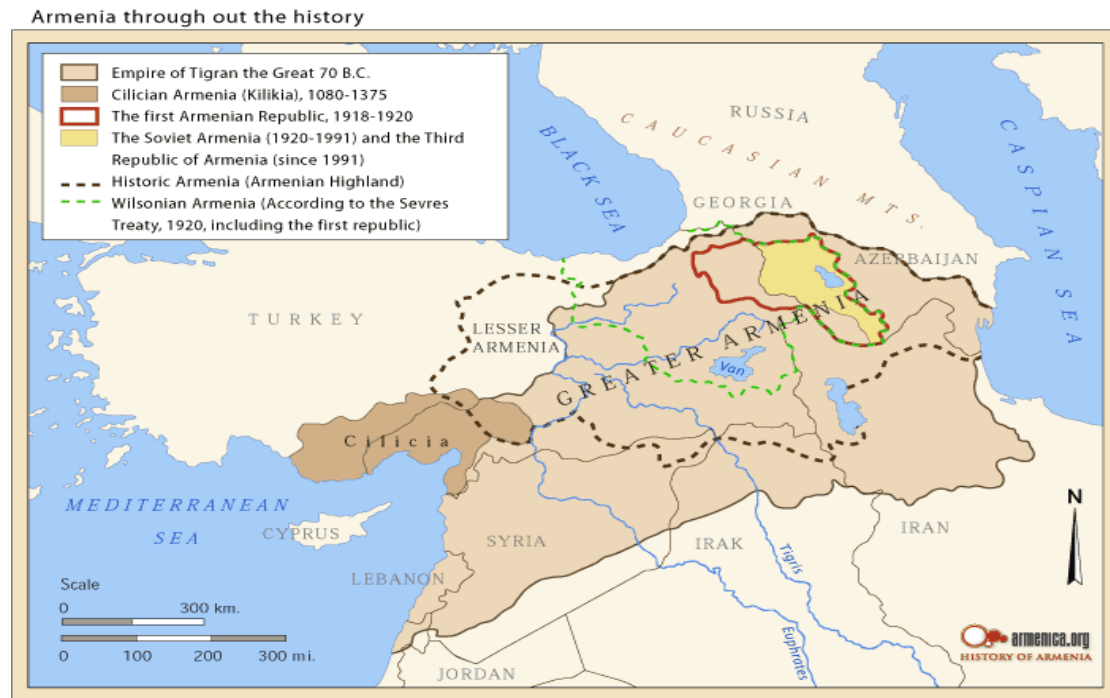 Armenia through out the history
Empire of Tigran the Great 70 B.C.
Cilician Armenia (Kilikia), 1080-1375
The first Armenian Republic, 1918-1920
The Soviet Armenia (1920-1991) and the Third
Republic of Armenia (since 1991)
Historic Armenia (Armenian Highland)
Wilsonian Armenia (According to the Sevres
Treaty, 1920, including the first republic)
RUSSIA
CAUCASIAN MTS.
BLACK SEA
CASPIAN SEA
GEORGIA
AZERBAIJAN
TURKEY
LESSER
ARMENIA
GREATER ARMENIA
Van
Cilicia
MEDITERRANEAN
SEA
CYPRUS
SYRIA
LEBANON
IRAK
IRAN
Tigris
Euphrates
JORDAN
N
Scale
0 300 km.
0 100 200 300 mi.
armenica.org
HISTORY OF ARMENIA